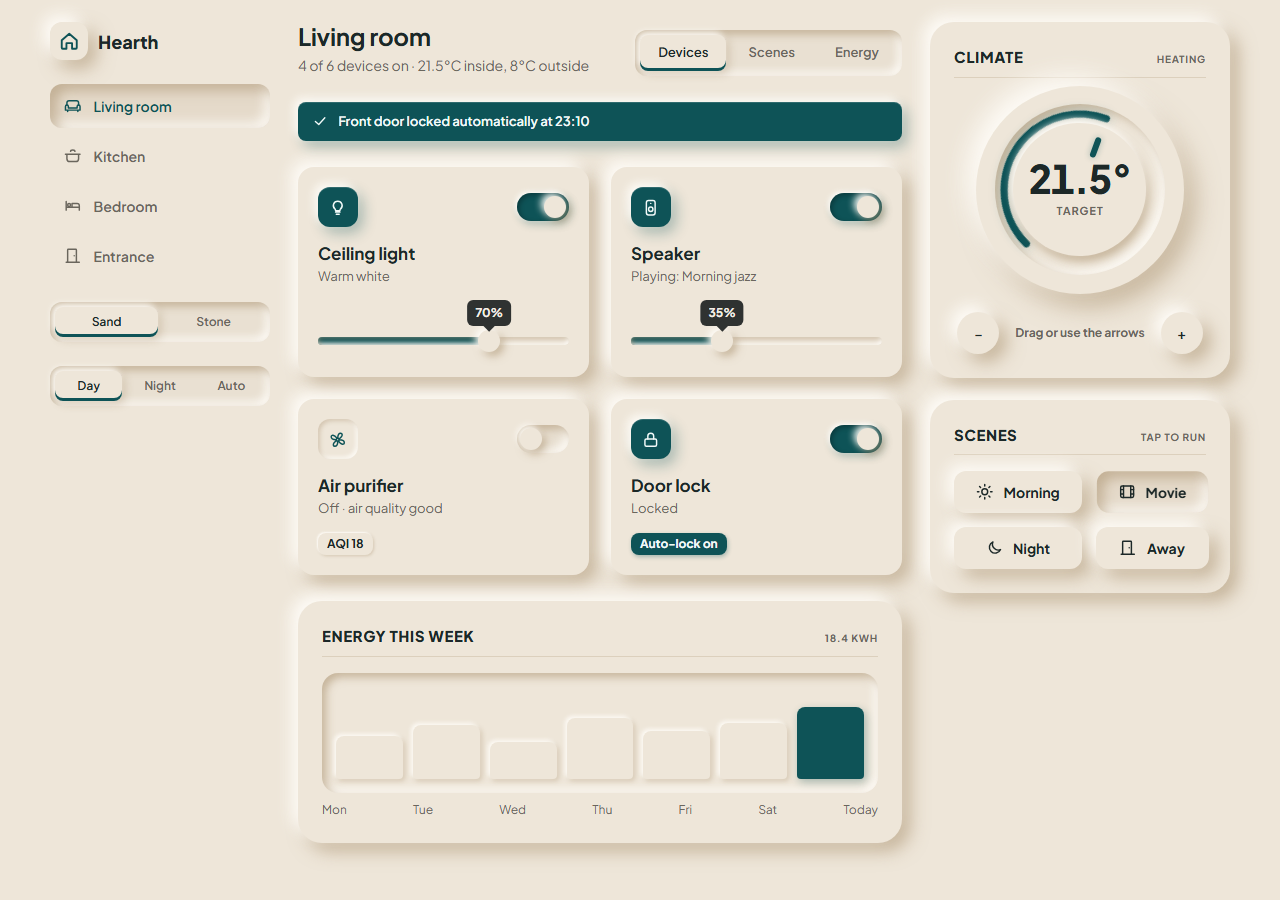 Hearth
Living room
Kitchen
Bedroom
Entrance
Sand Stone
Day Night Auto
Living room
4 of 6 devices on · 21.5°C inside, 8°C outside
Devices Scenes Energy
Front door locked automatically at 23:10
Ceiling light
Warm white
70%
Speaker
Playing: Morning jazz
35%
Air purifier
Off · air quality good
AQI 18
Door lock
Locked
Auto-lock on
ENERGY THIS WEEK 18.4 KWH
Mon Tue Wed Thu Fri Sat Today
CLIMATE HEATING
21.5°
TARGET
− Drag or use the arrows +
SCENES TAP TO RUN
Morning Movie
Night Away